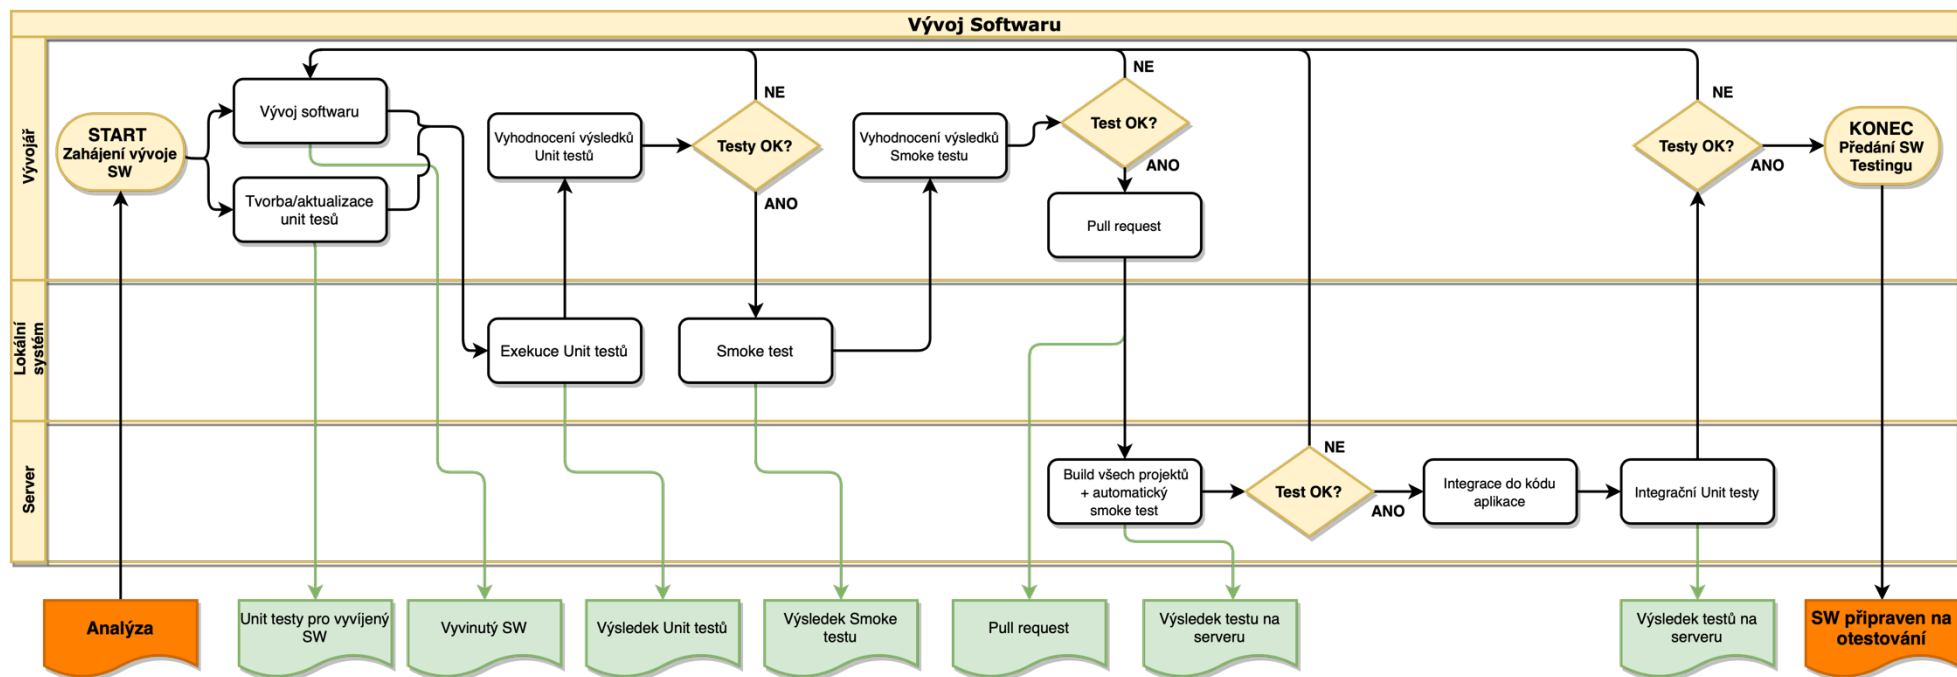 Vývoj Softwaru
Vývojář
START
Zahájení vývoje
SW
Vývoj softwaru
Tvorba/aktualizace
unit tesů
Vyhodnocení výsledků
Unit testů
NE
Testy OK?
ANO
Vyhodnocení výsledků
Smoke testu
NE
Test OK?
ANO
Pull request
NE
Testy OK?
ANO
KONEC
Předání SW
Testingu
Lokální
systém
Exekuce Unit testů
Smoke test
Server
Build všech projektů
+ automatický
smoke test
NE
Test OK?
ANO
Integrace do kódu
aplikace
Integrační Unit testy
Analýza
Unit testy pro vyvíjený
SW
Vyvinutý SW
Výsledek Unit testů
Výsledek Smoke
testu
Pull request
Výsledek testu na
serveru
Výsledek testů na
serveru
SW připraven na
otestování